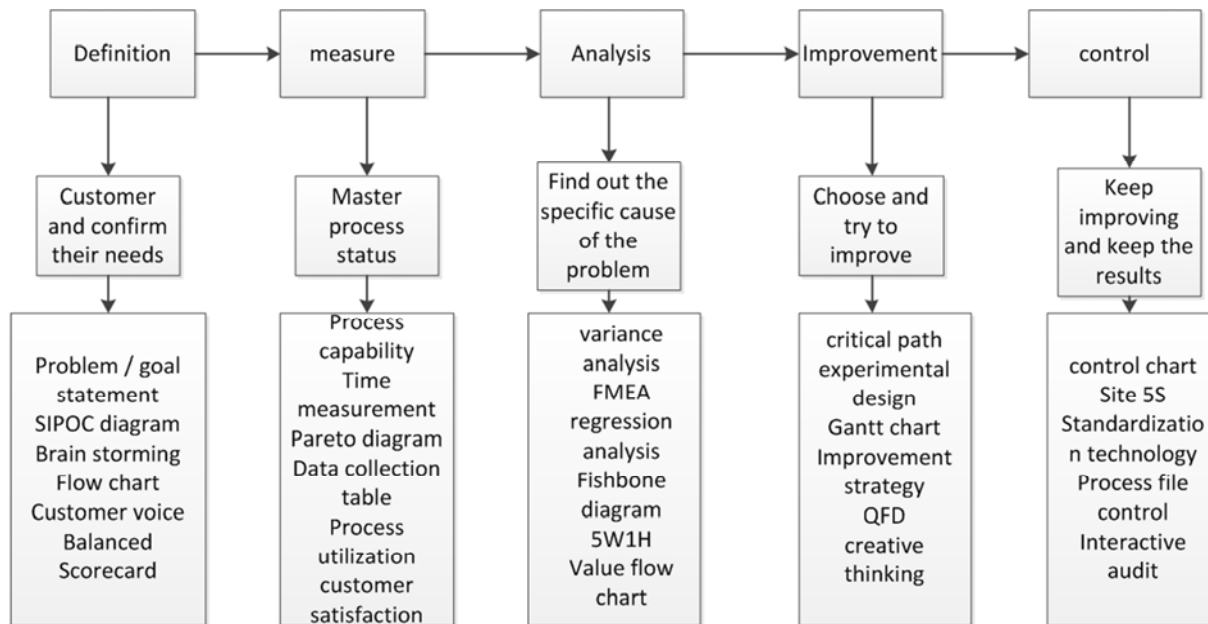 Definition
measure
Analysis
Improvement
control
Customer
and confirm
their needs
Master
process
status
Find out the
specific cause
of the
problem
Choose and
try to
improve
Keep
improving
and keep the
results
Problem / goal
statement
SIPOC diagram
Brain storming
Flow chart
Customer voice
Balanced
Scorecard
Process
capability
Time
measurement
Pareto diagram
Data collection
table
Process
utilization
customer
satisfaction
variance
analysis
FMEA
regression
analysis
Fishbone
diagram
5W1H
Value flow
chart
critical path
experimental
design
Gantt chart
Improvement
strategy
QFD
creative
thinking
control chart
Site 5S
Standardizatio
n technology
Process file
control
Interactive
audit